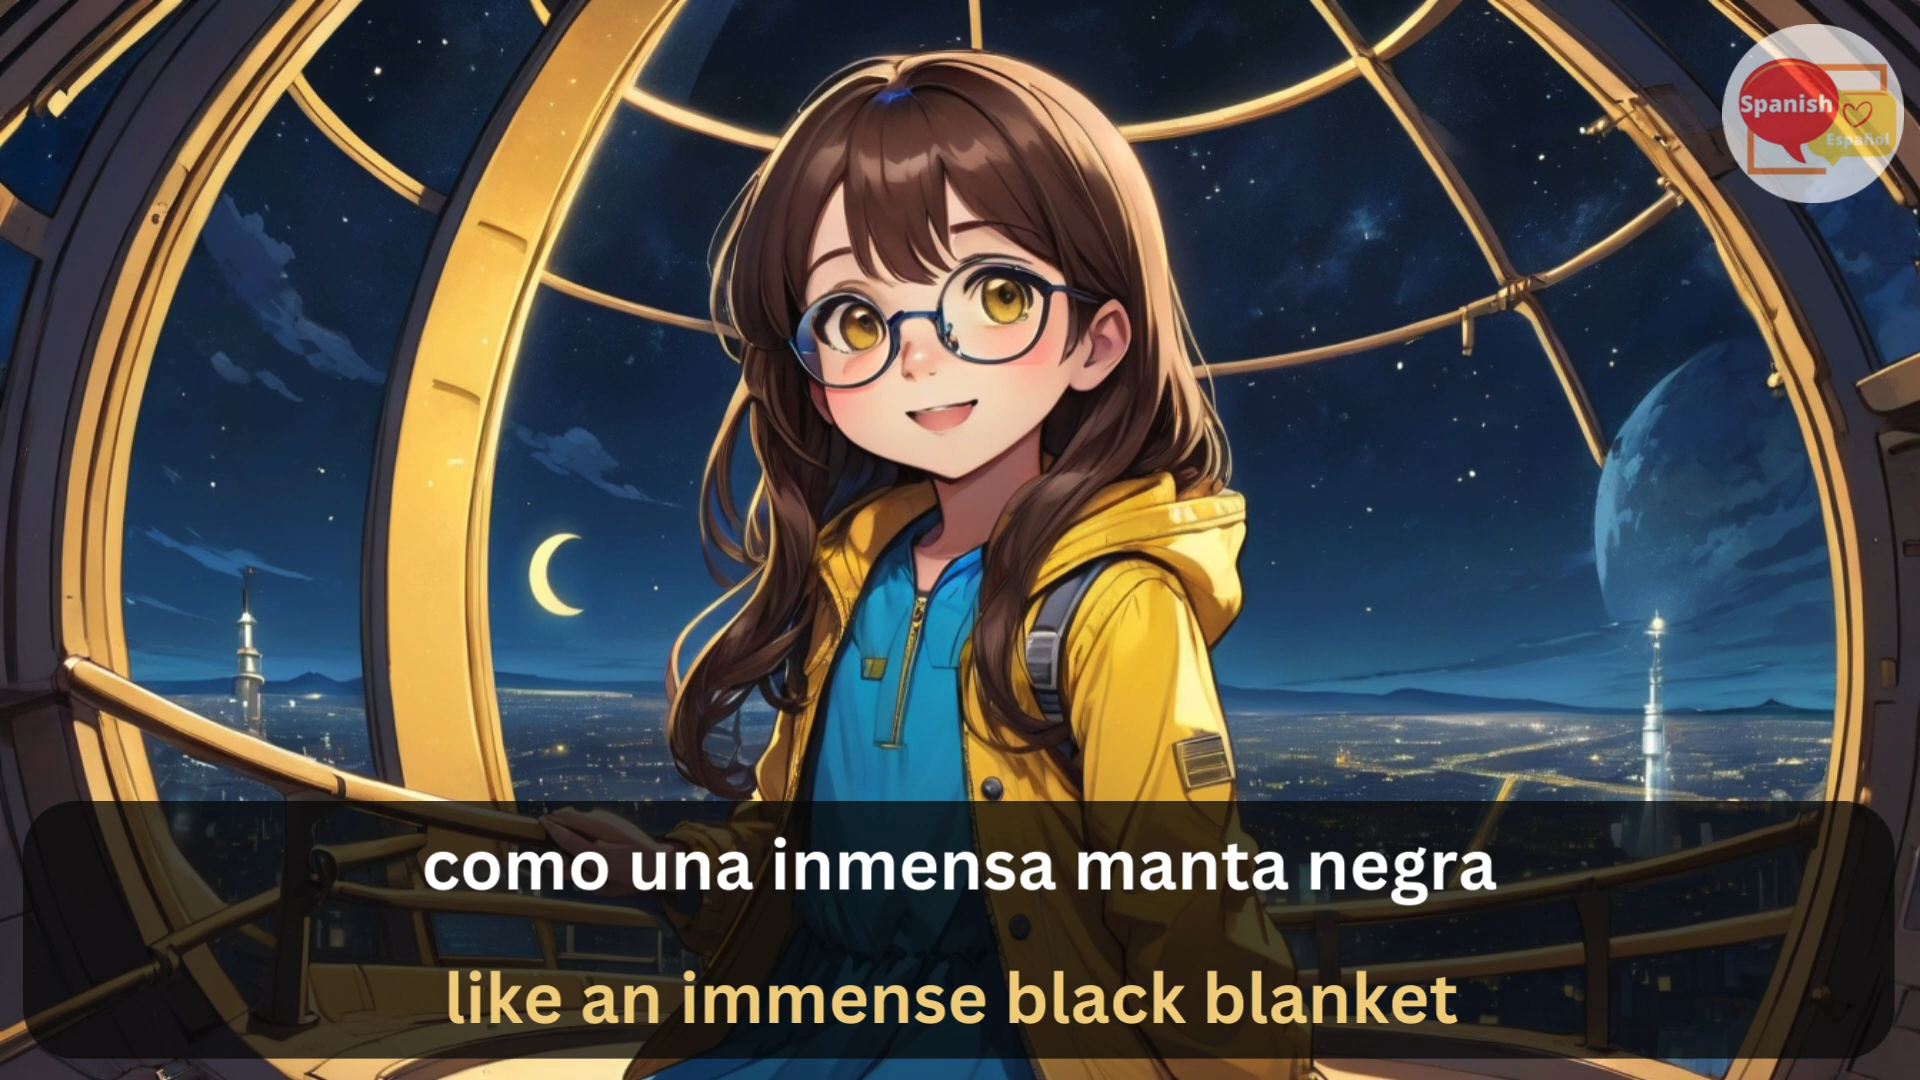 Spanish
Español
como una inmensa manta negra
like an immense black blanket